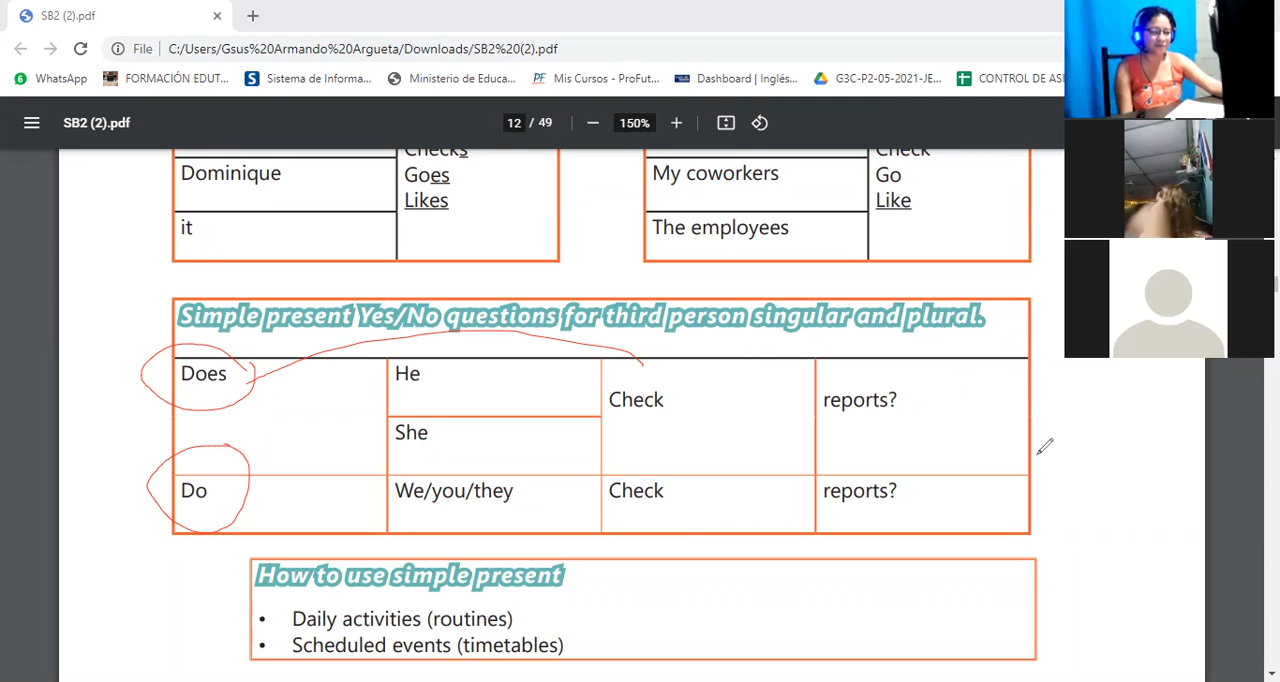 SB2 (2).pdf
File
C:/Users/Gsus%20Armando%20Argueta/Downloads/SB2%20(2).pdf
6 WhatsApp FORMACIÓN EDUT... S Sistema de Informa... Ministerio de Educa... PF Mis Cursos - ProFut... Dashboard | Inglés... G3C-P2-05-2021-JE... CONTROL DE AS
SB2 (2).pdf 12 / 49 150%
Checks Check
Dominique Goes My coworkers Go
Likes Like
it The employees
Simple present Yes/No questions for third person singular and plural.
Does He
Check reports?
She
Do We/you/they Check reports?
How to use simple present
• Daily activities (routines)
• Scheduled events (timetables)